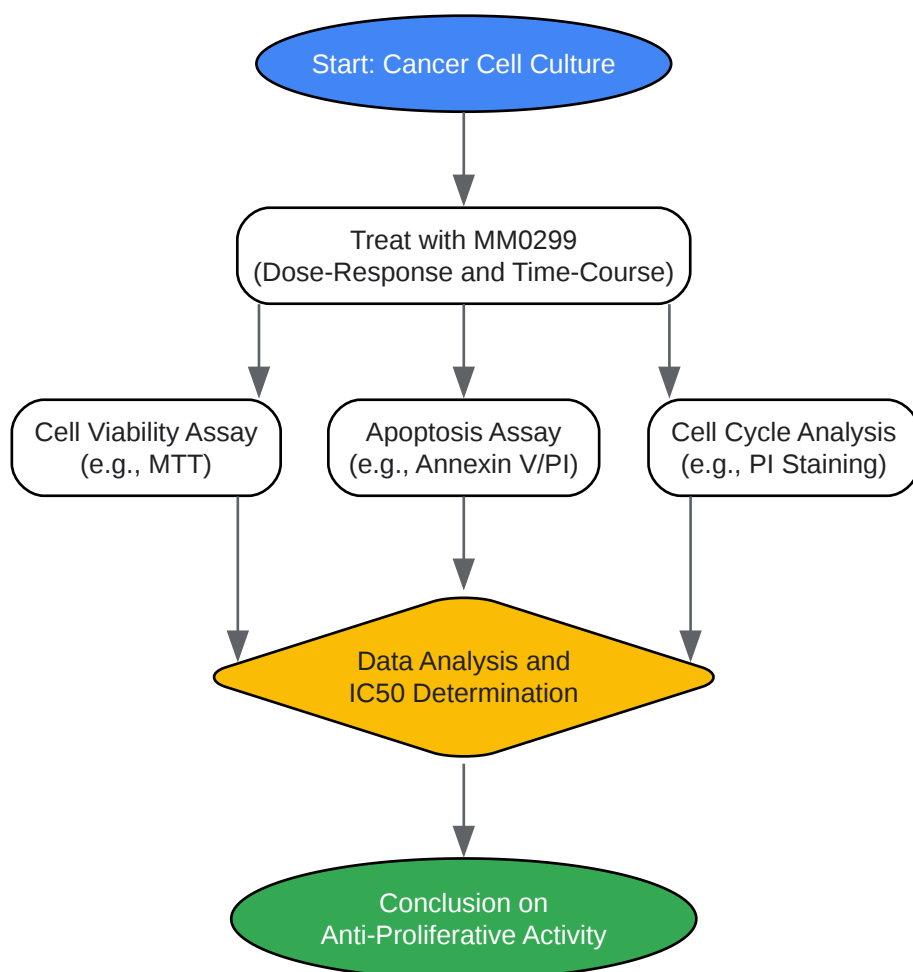 Start: Cancer Cell Culture
Treat with MM0299
(Dose-Response and Time-Course)
Cell Viability Assay
(e.g., MTT)
Apoptosis Assay
(e.g., Annexin V/PI)
Cell Cycle Analysis
(e.g., PI Staining)
Data Analysis and
IC50 Determination
Conclusion on
Anti-Proliferative Activity